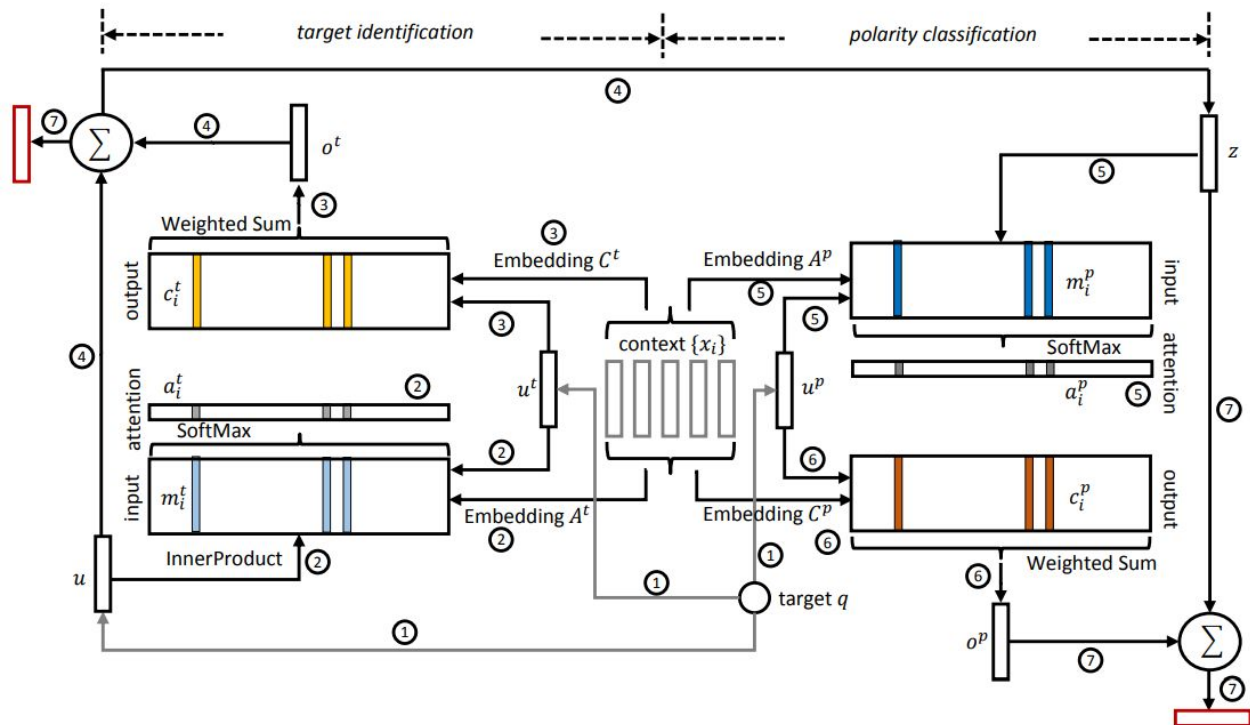 target identification
polarity classification
④
⑦
∑
④
o^t
z
⑤
③
Weighted Sum
③
Embedding C^t
Embedding A^p
⑤
output
c_i^t
③
⑤
m_i^p
input
context {x_i}
SoftMax
④
a_i^t
②
u^t
u^p
a_i^p
⑤
attention
attention
SoftMax
⑦
②
⑥
input
m_i^t
Embedding A^t
②
Embedding C^p
⑥
c_i^p
output
InnerProduct
②
①
Weighted Sum
u
①
target q
⑥
①
o^p
⑦
∑
⑦